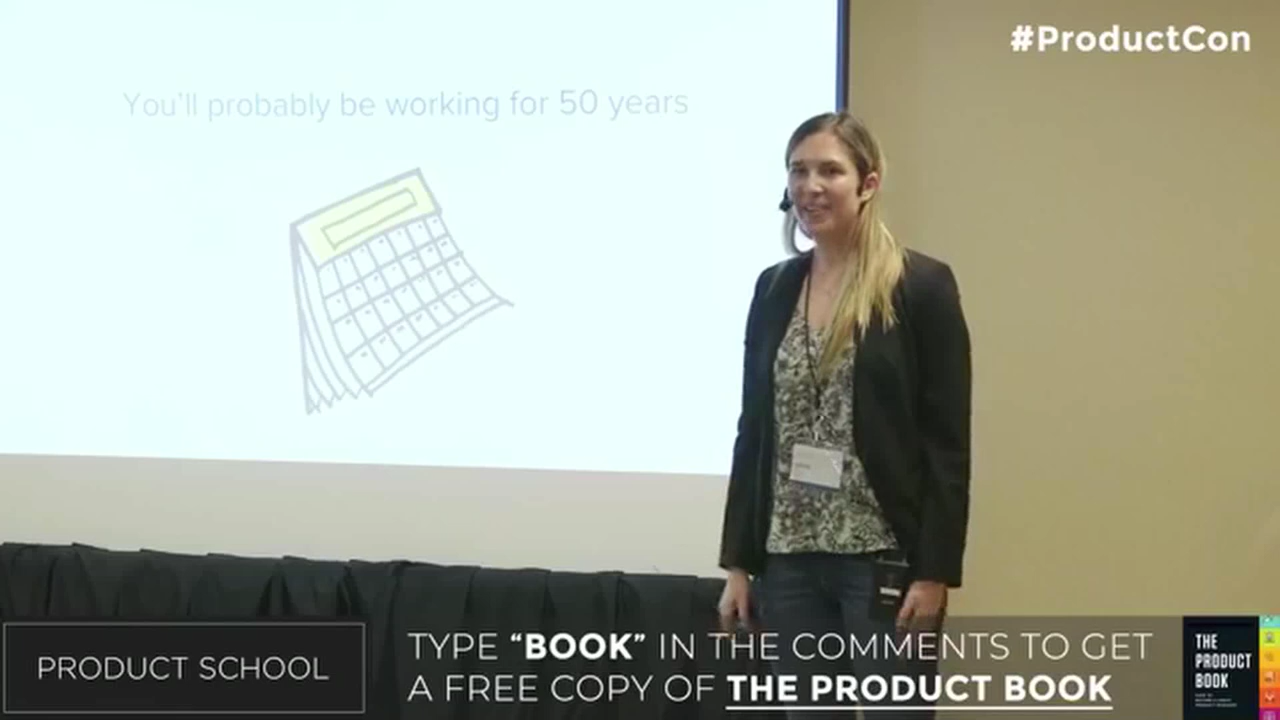 #ProductCon
You'll probably be working for 50 years
PRODUCT SCHOOL
TYPE “BOOK” IN THE COMMENTS TO GET
A FREE COPY OF THE PRODUCT BOOK
THE
PRODUCT
BOOK